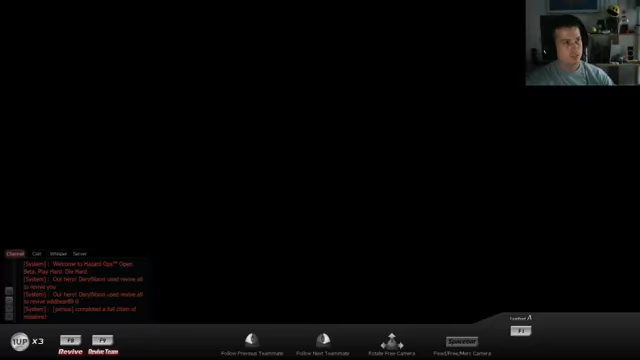 Channel Clan Whisper Server
[System] : Welcome to Hazard Ops™ Open
Beta, Play Hard. Die Hard.
[System] : Our hero! used revive all
to revive you
[System] : Our hero! used revive all
to revive
[System] : completed a full
missions!
1UP X3
F8
F9
Revive
Revive Team
Follow Previous Teammate
Follow Next Teammate
Rotate Free Camera
Spacebar
Fixed/Free/Merc Camera
A
F1